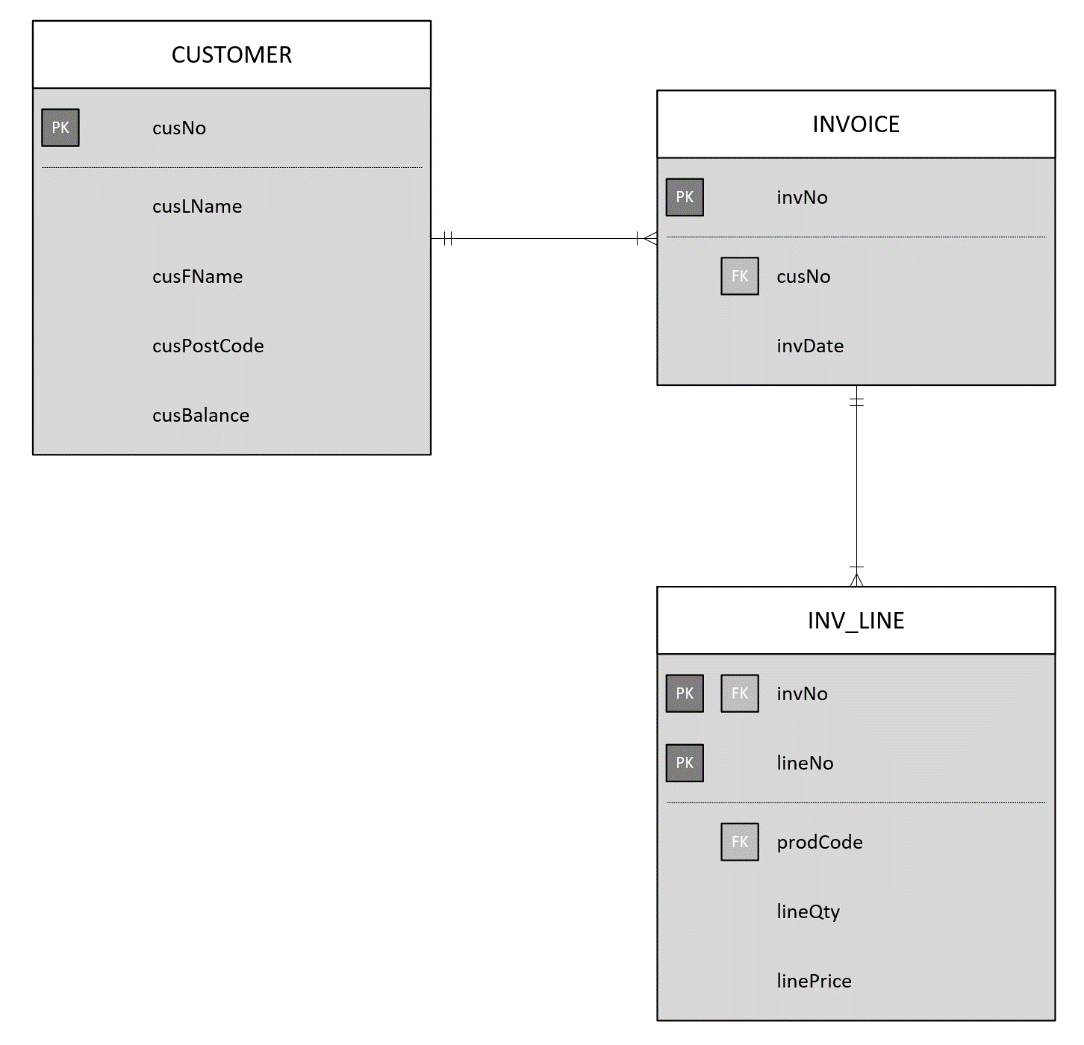 CUSTOMER
PK cusNo
cusLName
cusFName
cusPostCode
cusBalance
INVOICE
PK invNo
FK cusNo
invDate
INV_LINE
PK FK invNo
PK lineNo
FK prodCode
lineQty
linePrice